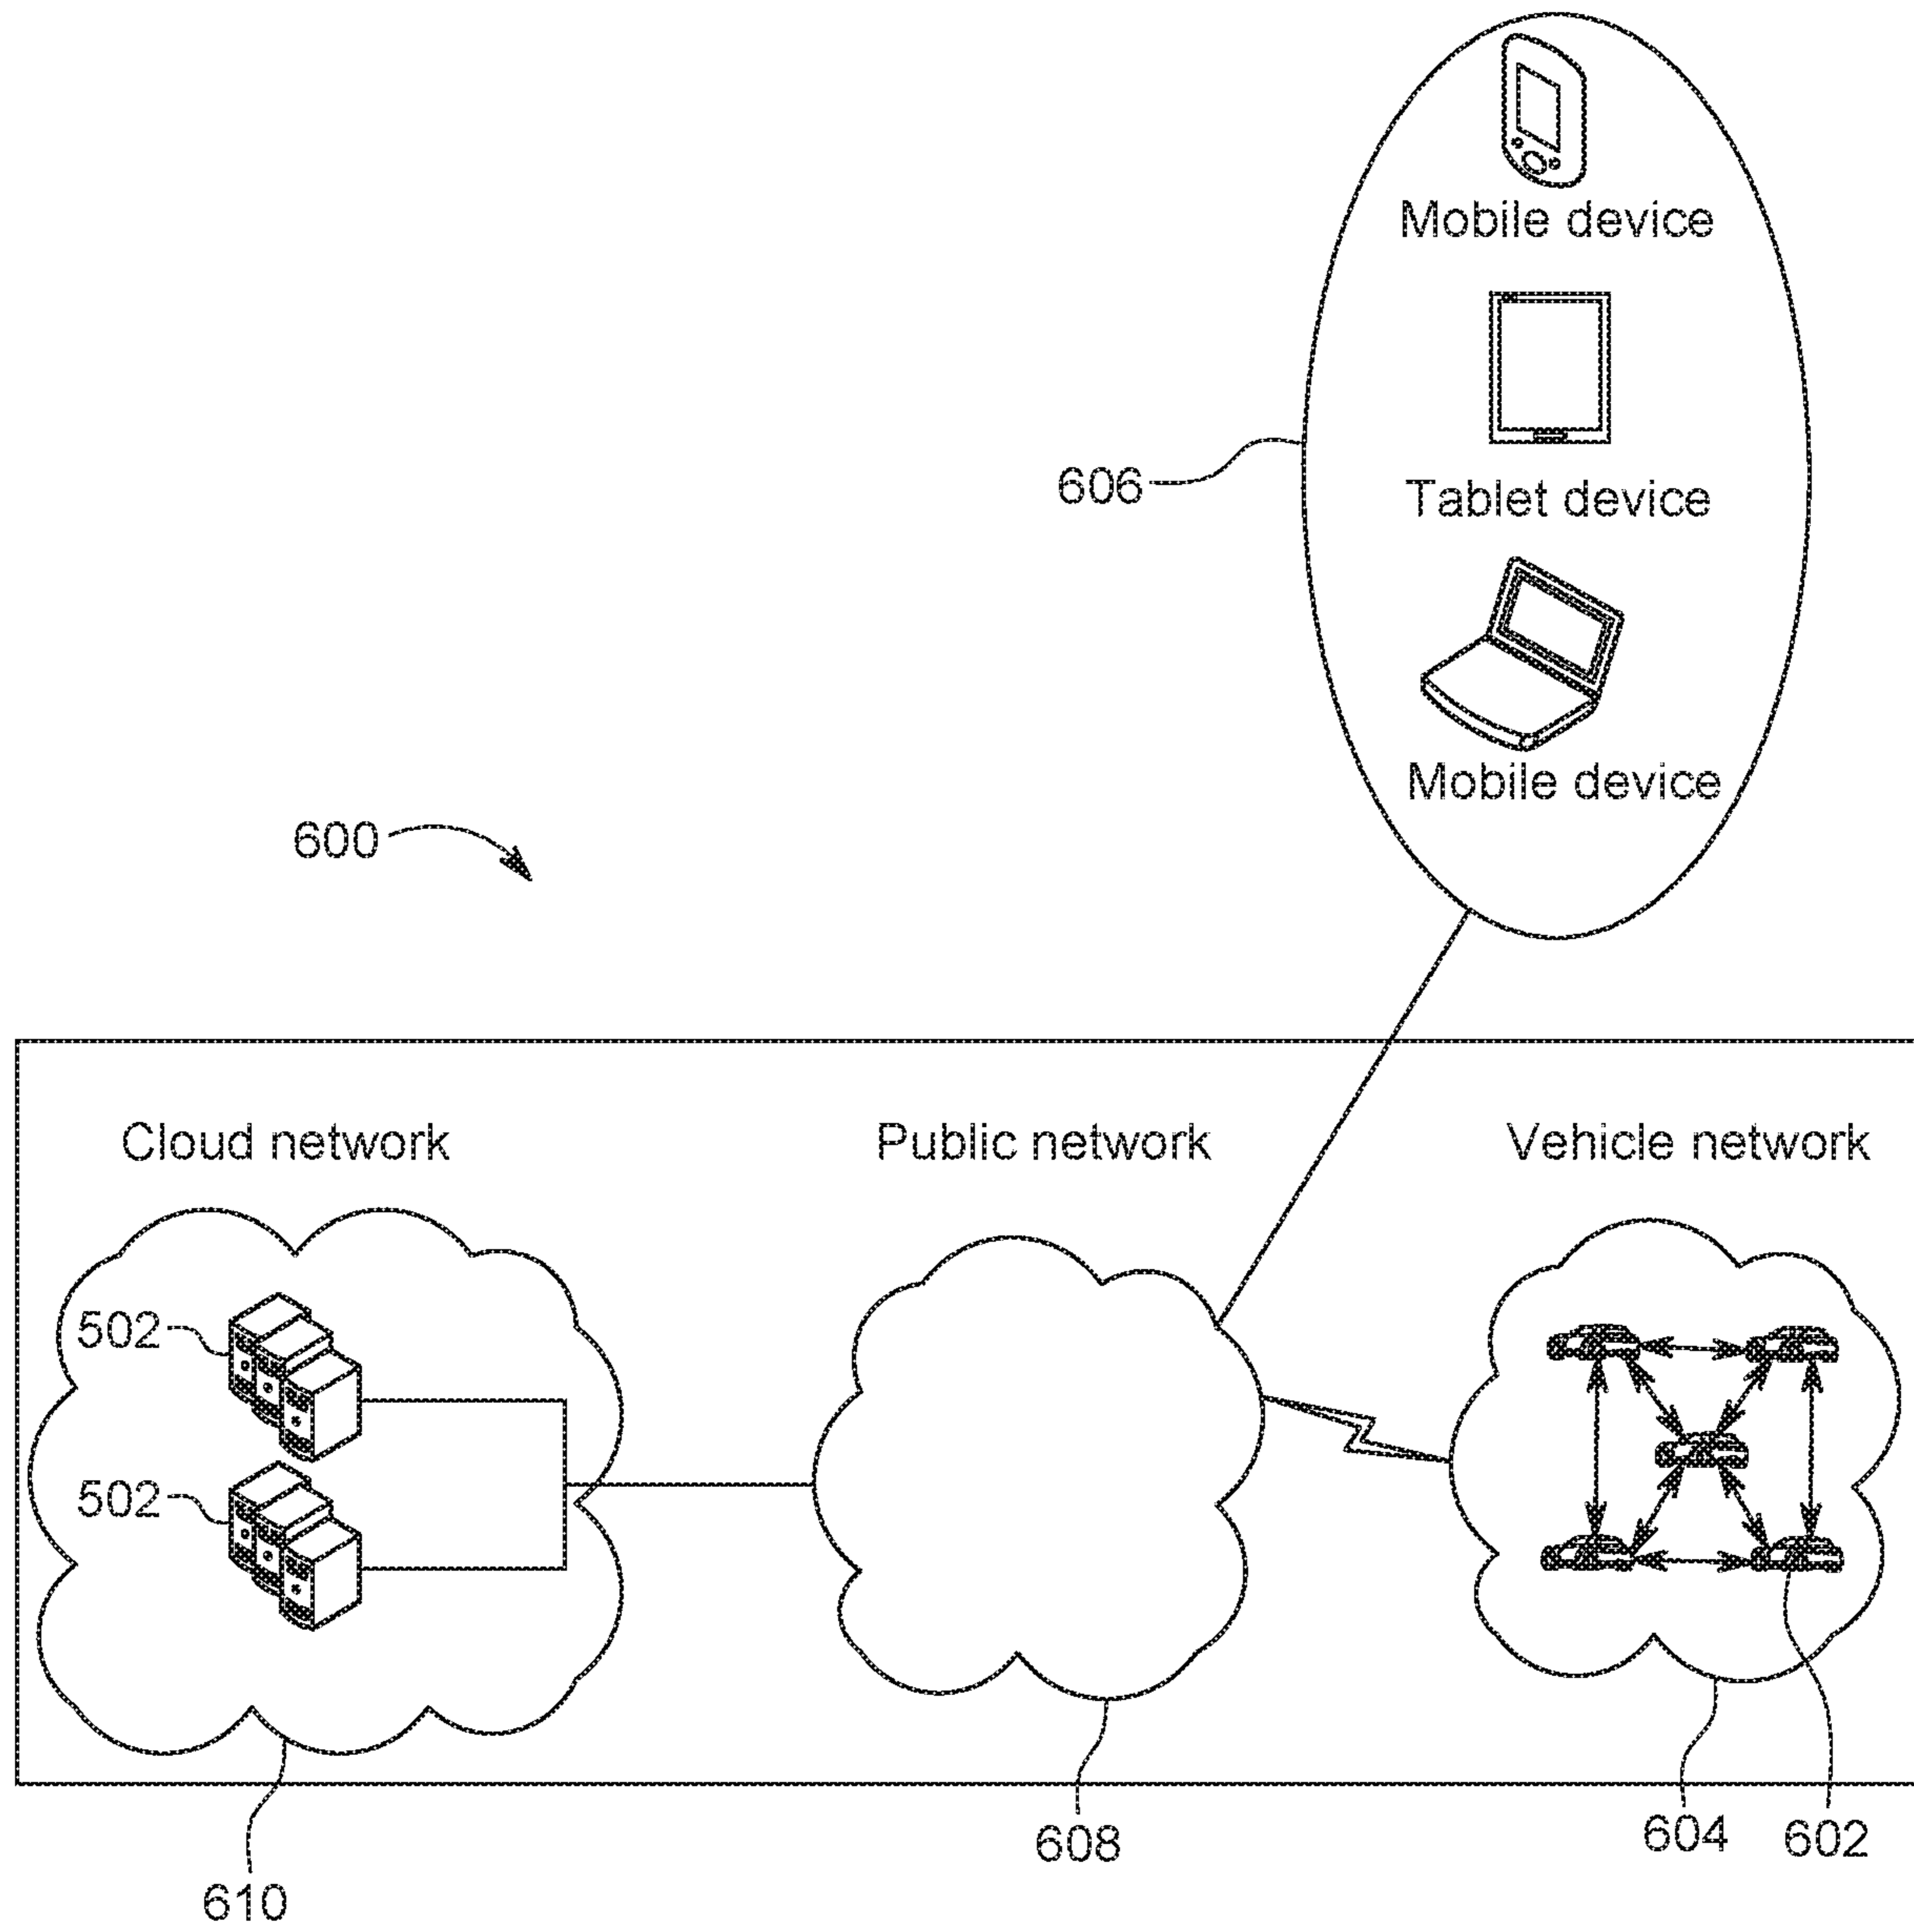 Mobile device
606
Tablet device
Mobile device
600
Cloud network
Public network
Vehicle network
502
502
608
604
602
610